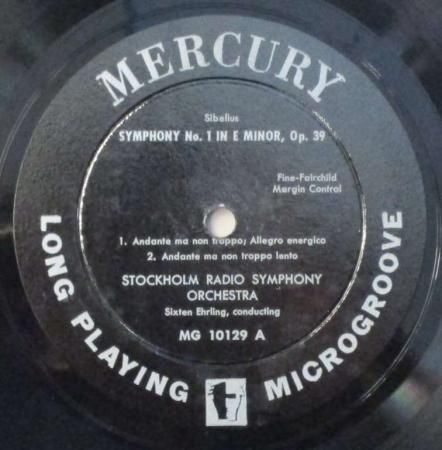 MERCURY
Sibelius
SYMPHONY No. 1 IN E MINOR, Op. 39
Fine-Fairchild
Margin Control
1. Andante ma non troppo; Allegro energico
2. Andante ma non troppo lento
STOCKHOLM RADIO SYMPHONY
ORCHESTRA
Sixten Ehrling, conducting
MG 10129 A
LONG PLAYING MICROGROOVE